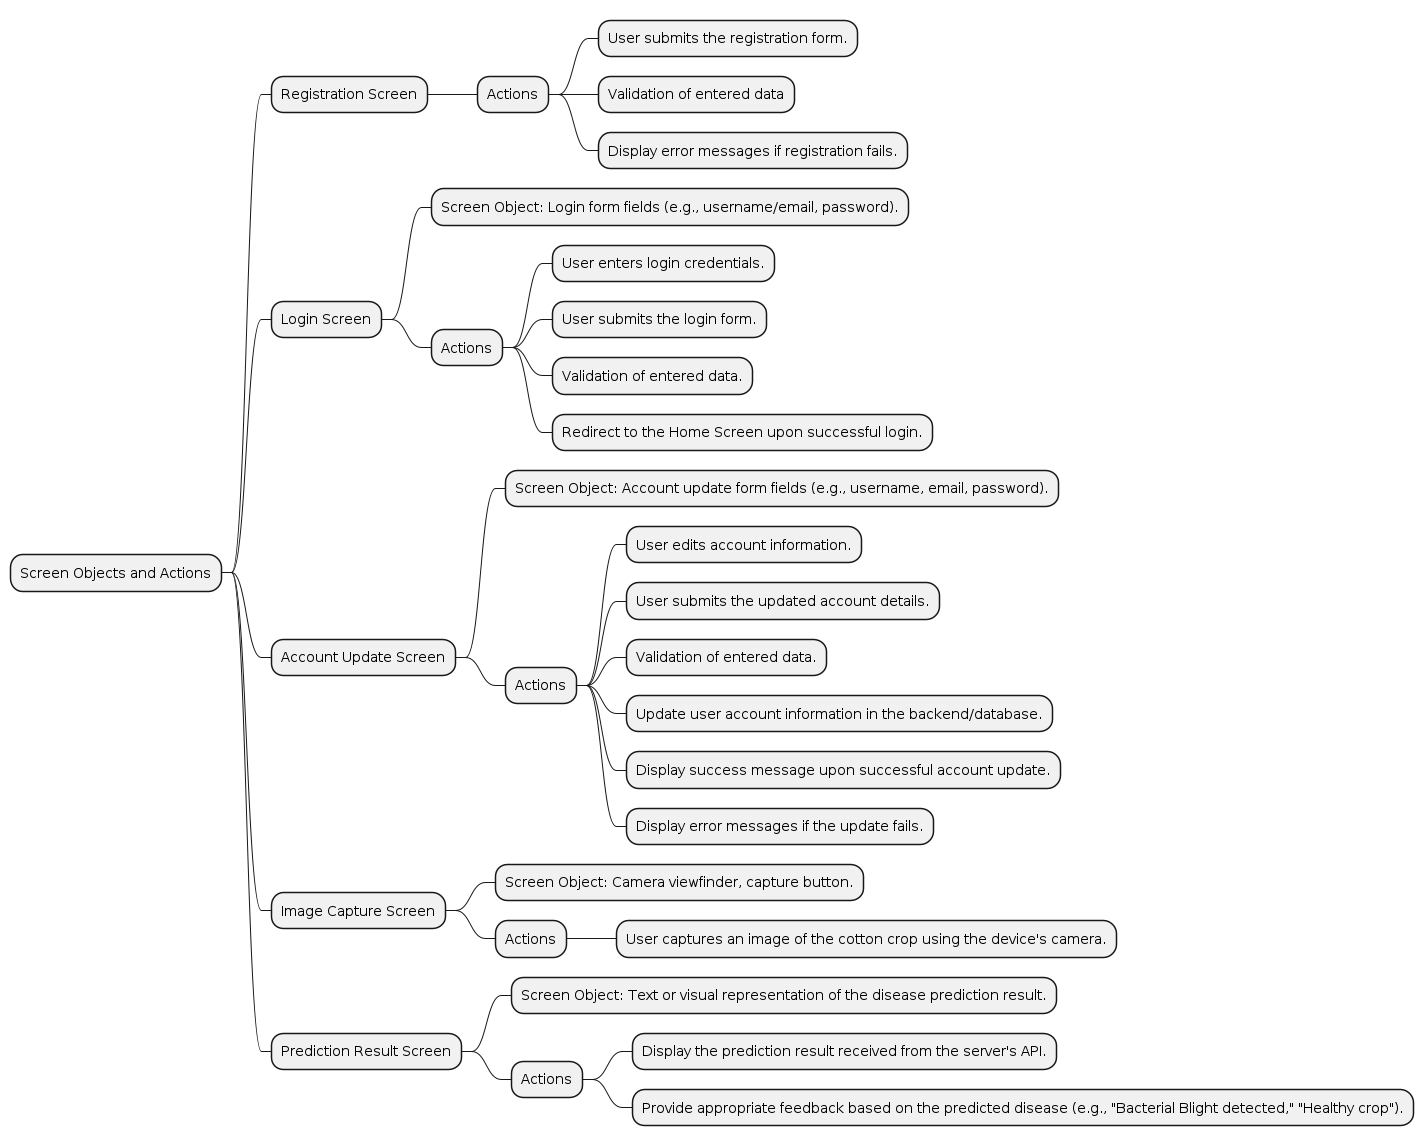 Screen Objects and Actions
Registration Screen
Actions
User submits the registration form.
Validation of entered data
Display error messages if registration fails.
Login Screen
Screen Object: Login form fields (e.g., username/email, password).
Actions
User enters login credentials.
User submits the login form.
Validation of entered data.
Redirect to the Home Screen upon successful login.
Account Update Screen
Screen Object: Account update form fields (e.g., username, email, password).
Actions
User edits account information.
User submits the updated account details.
Validation of entered data.
Update user account information in the backend/database.
Display success message upon successful account update.
Display error messages if the update fails.
Image Capture Screen
Screen Object: Camera viewfinder, capture button.
Actions
User captures an image of the cotton crop using the device's camera.
Prediction Result Screen
Screen Object: Text or visual representation of the disease prediction result.
Actions
Display the prediction result received from the server's API.
Provide appropriate feedback based on the predicted disease (e.g., "Bacterial Blight detected," "Healthy crop").